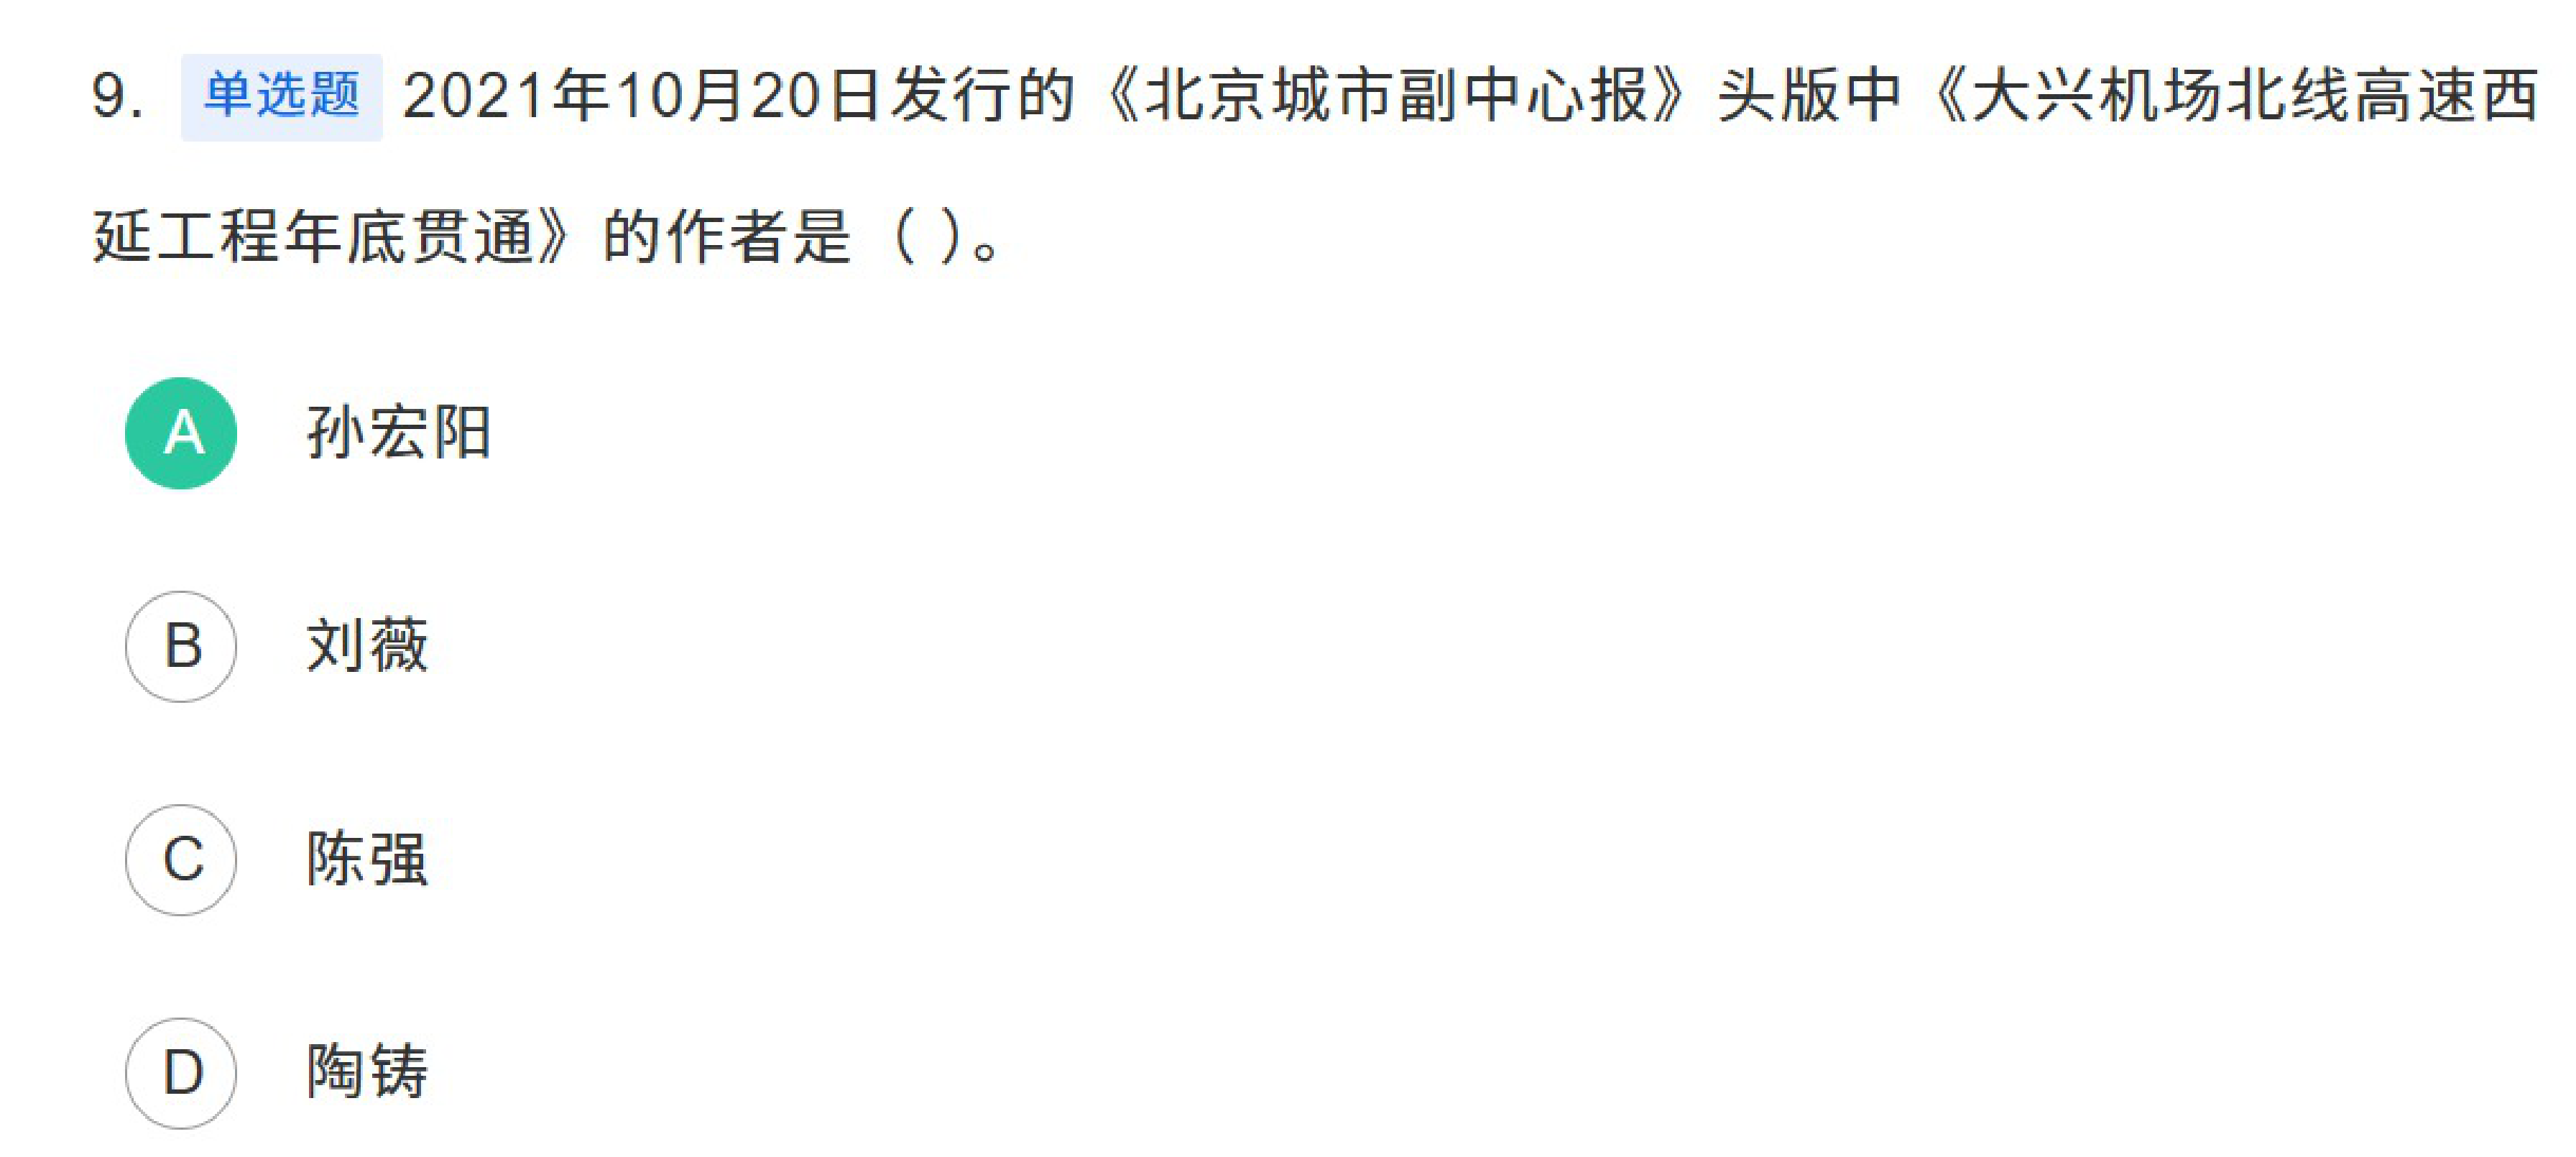 9. 单选题 2021年10月20日发行的《北京城市副中心报》头版中《大兴机场北线高速西
延工程年底贯通》的作者是（ ）。
A 孙宏阳
B 刘薇
C 陈强
D 陶铸